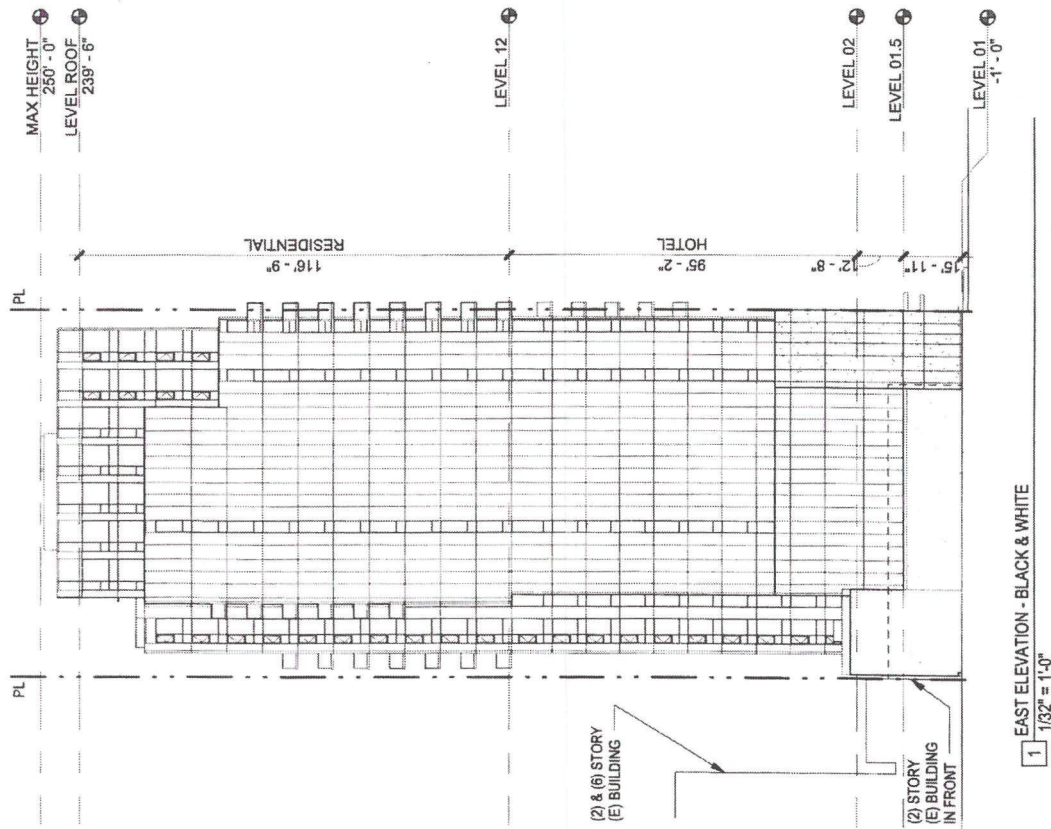 MAX HEIGHT
250' - 0"
LEVEL ROOF
239' - 6"
LEVEL 12
LEVEL 02
LEVEL 01.5
LEVEL 01
-1' - 0"
PL
PL
116' - 9"
RESIDENTIAL
95' - 2"
HOTEL
12' - 8"
15' - 11"
(2) & (6) STORY
(E) BUILDING
(2) STORY
(E) BUILDING
IN FRONT
1
EAST ELEVATION - BLACK & WHITE
1/32" = 1'-0"